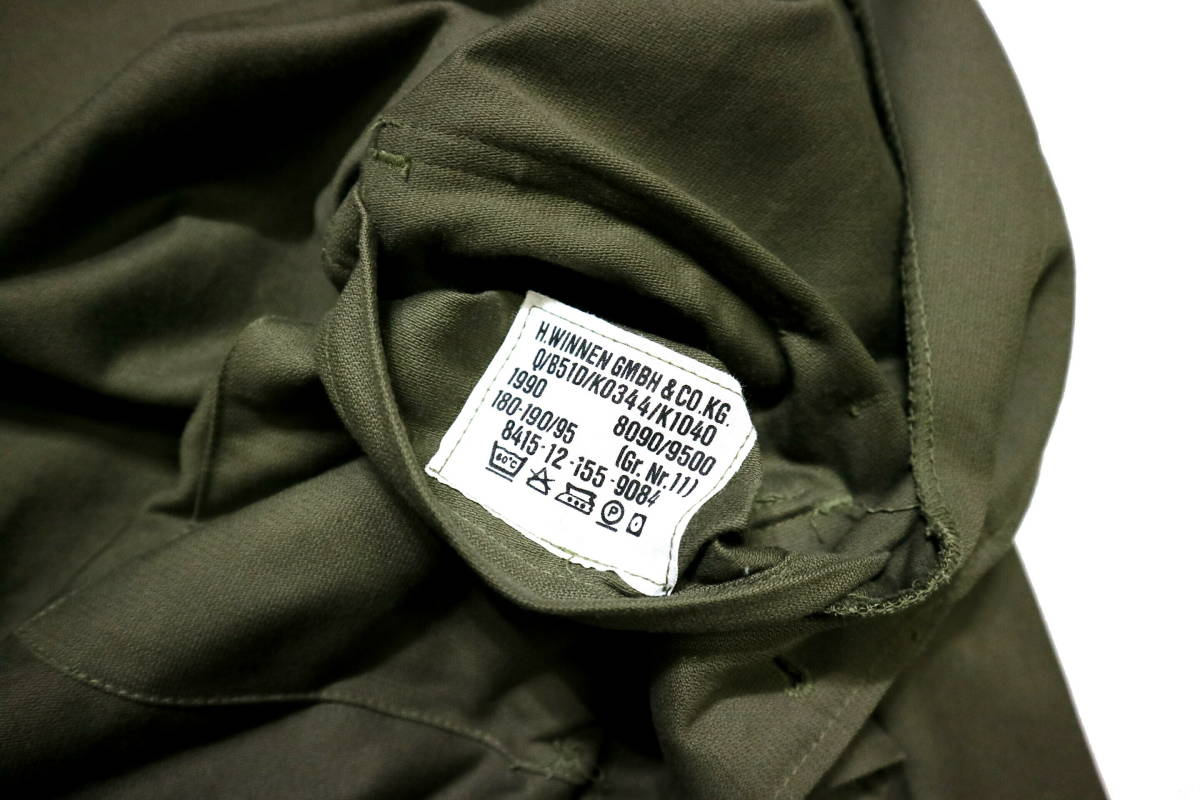 H.WINNEN GMBH & CO.KG.
Q/851D/K0344/K1040
1990 8090/9500
180-190/95 (Gr. Nr.11)
8415-12-155-9084
60°C P